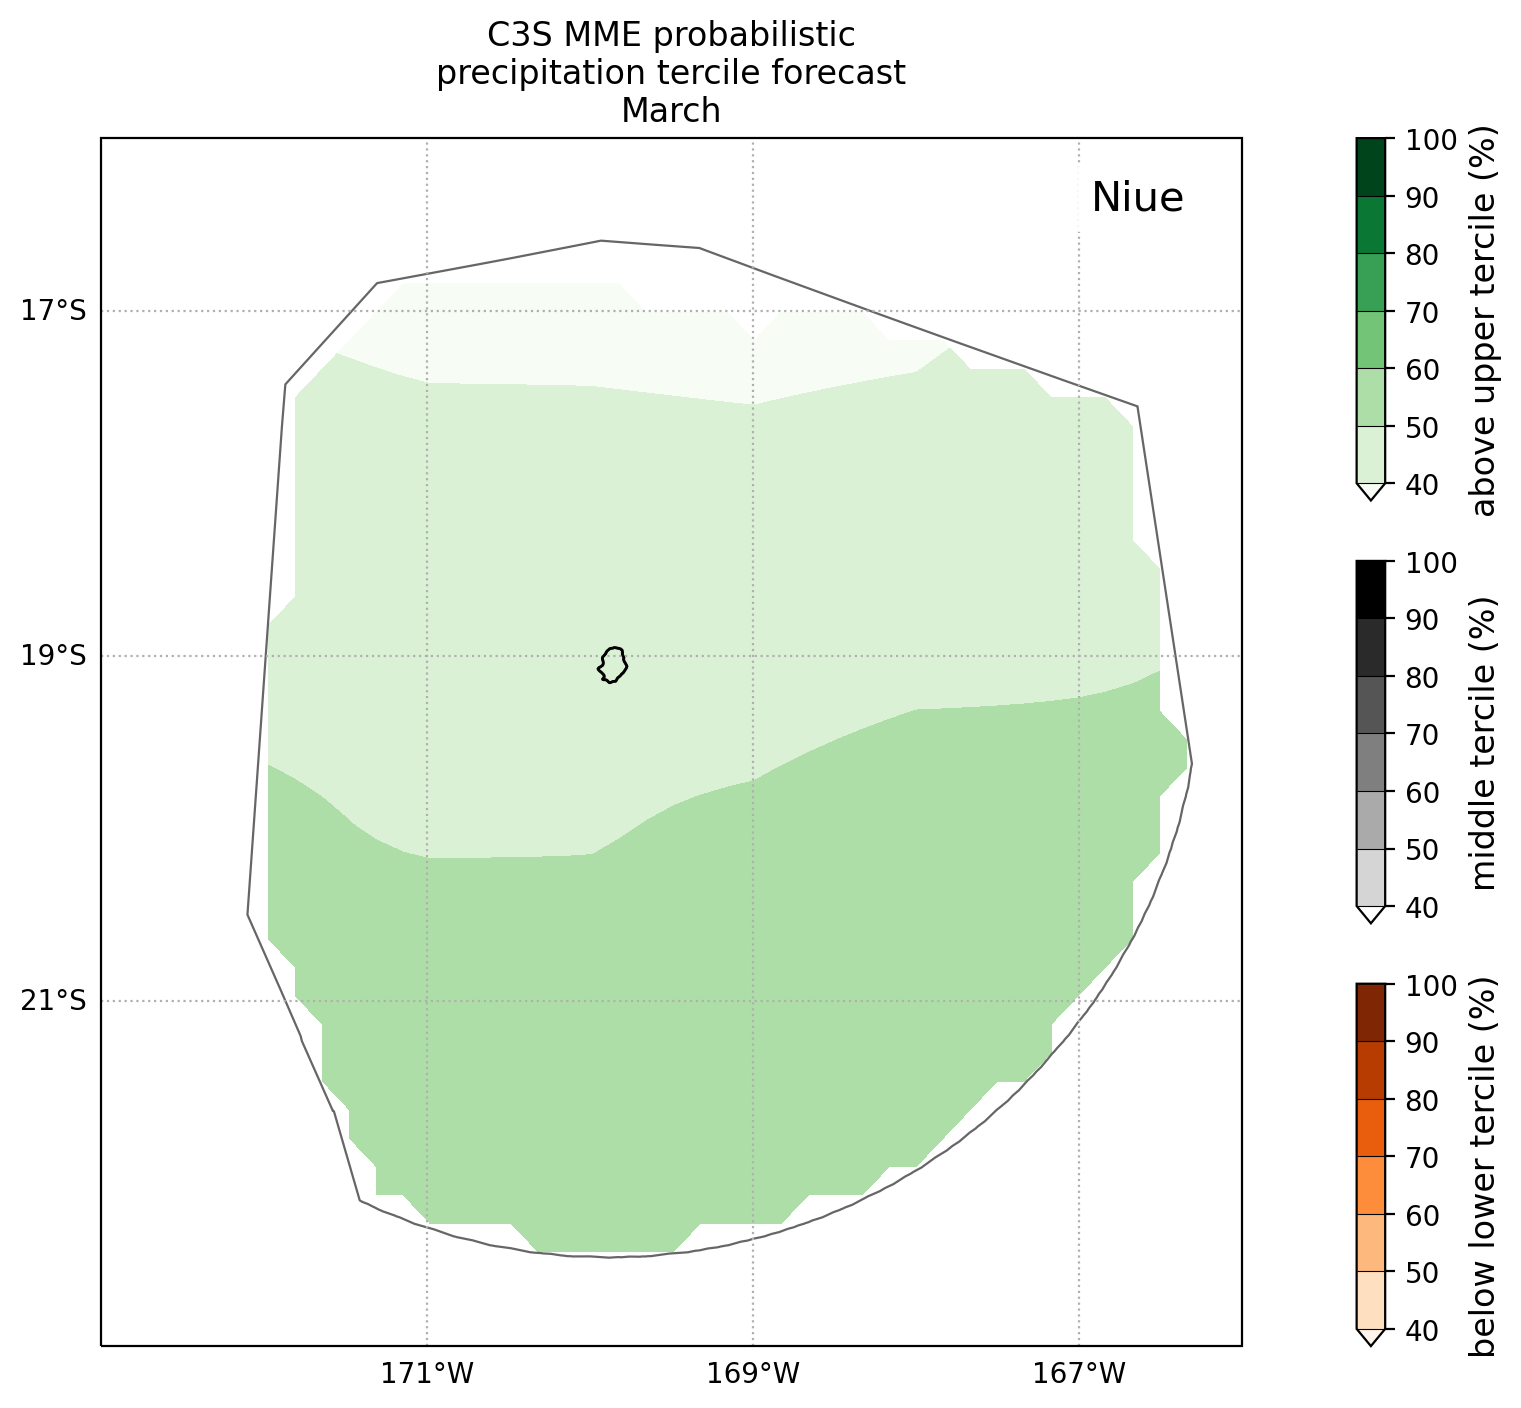 C3S MME probabilistic
precipitation tercile forecast
March
Niue
17°S
19°S
21°S
171°W
169°W
167°W
100
90
80
70
60
50
40
above upper tercile (%)
100
90
80
70
60
50
40
middle tercile (%)
100
90
80
70
60
50
40
below lower tercile (%)